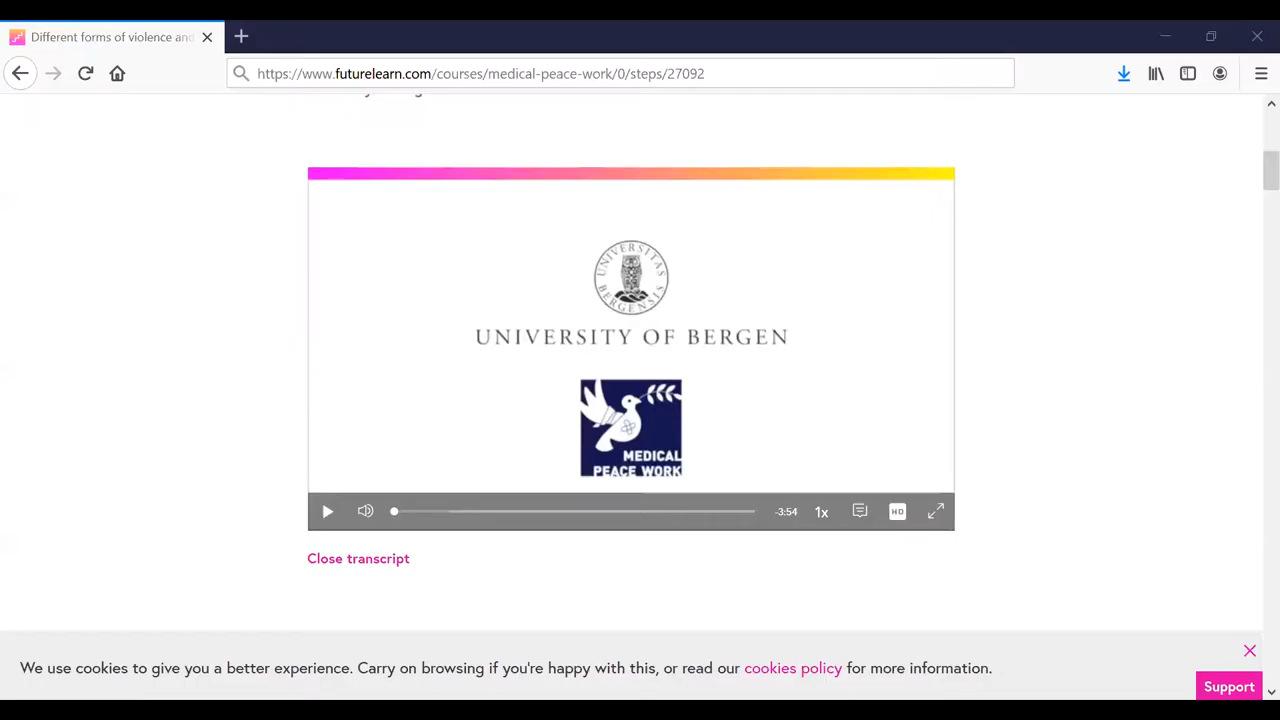 Different forms of violence and
https://www.futurelearn.com/courses/medical-peace-work/0/steps/27092
UNIVERSITAS
BERGENSIS
UNIVERSITY OF BERGEN
MEDICAL
PEACE WORK
-3:54
1x
HD
Close transcript
We use cookies to give you a better experience. Carry on browsing if you're happy with this, or read our cookies policy for more information.
Support